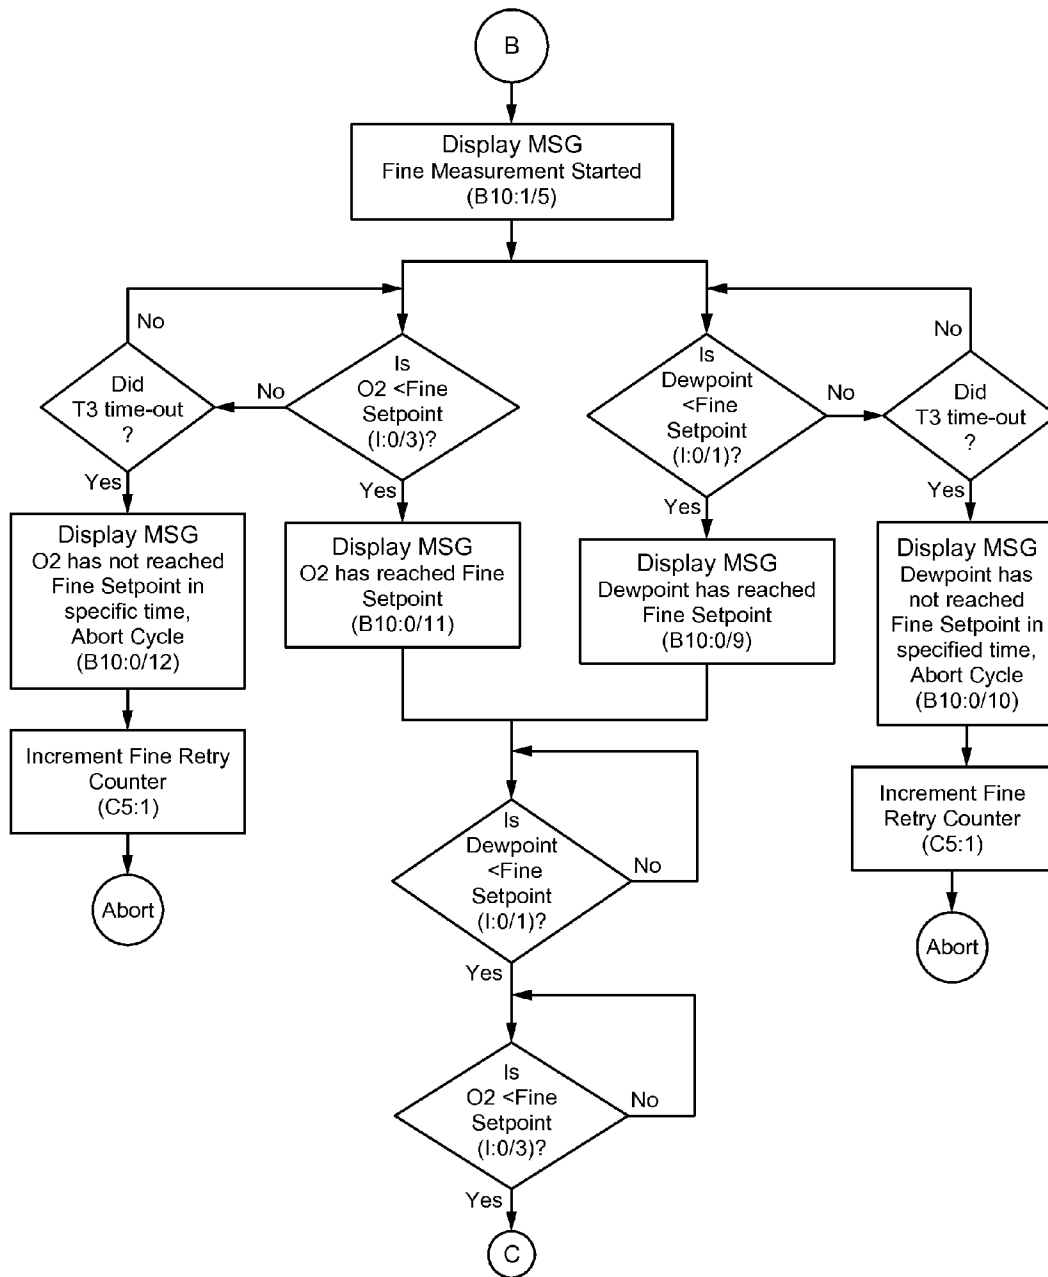 B
Display MSG
Fine Measurement Started
(B10:1/5)
No
Did
T3 time-out
?
Yes
No
Is
O2 <Fine
Setpoint
(I:0/3)?
Yes
Is
Dewpoint
<Fine
Setpoint
(I:0/1)?
Yes
No
No
Did
T3 time-out
?
Yes
Display MSG
O2 has not reached
Fine Setpoint in
specific time,
Abort Cycle
(B10:0/12)
Display MSG
O2 has reached Fine
Setpoint
(B10:0/11)
Display MSG
Dewpoint has reached
Fine Setpoint
(B10:0/9)
Display MSG
Dewpoint has
not reached
Fine Setpoint in
specified time,
Abort Cycle
(B10:0/10)
Increment Fine Retry
Counter
(C5:1)
Abort
Increment Fine
Retry Counter
(C5:1)
Abort
Is
Dewpoint
<Fine
Setpoint
(I:0/1)?
No
Yes
Is
O2 <Fine
Setpoint
(I:0/3)?
No
Yes
C